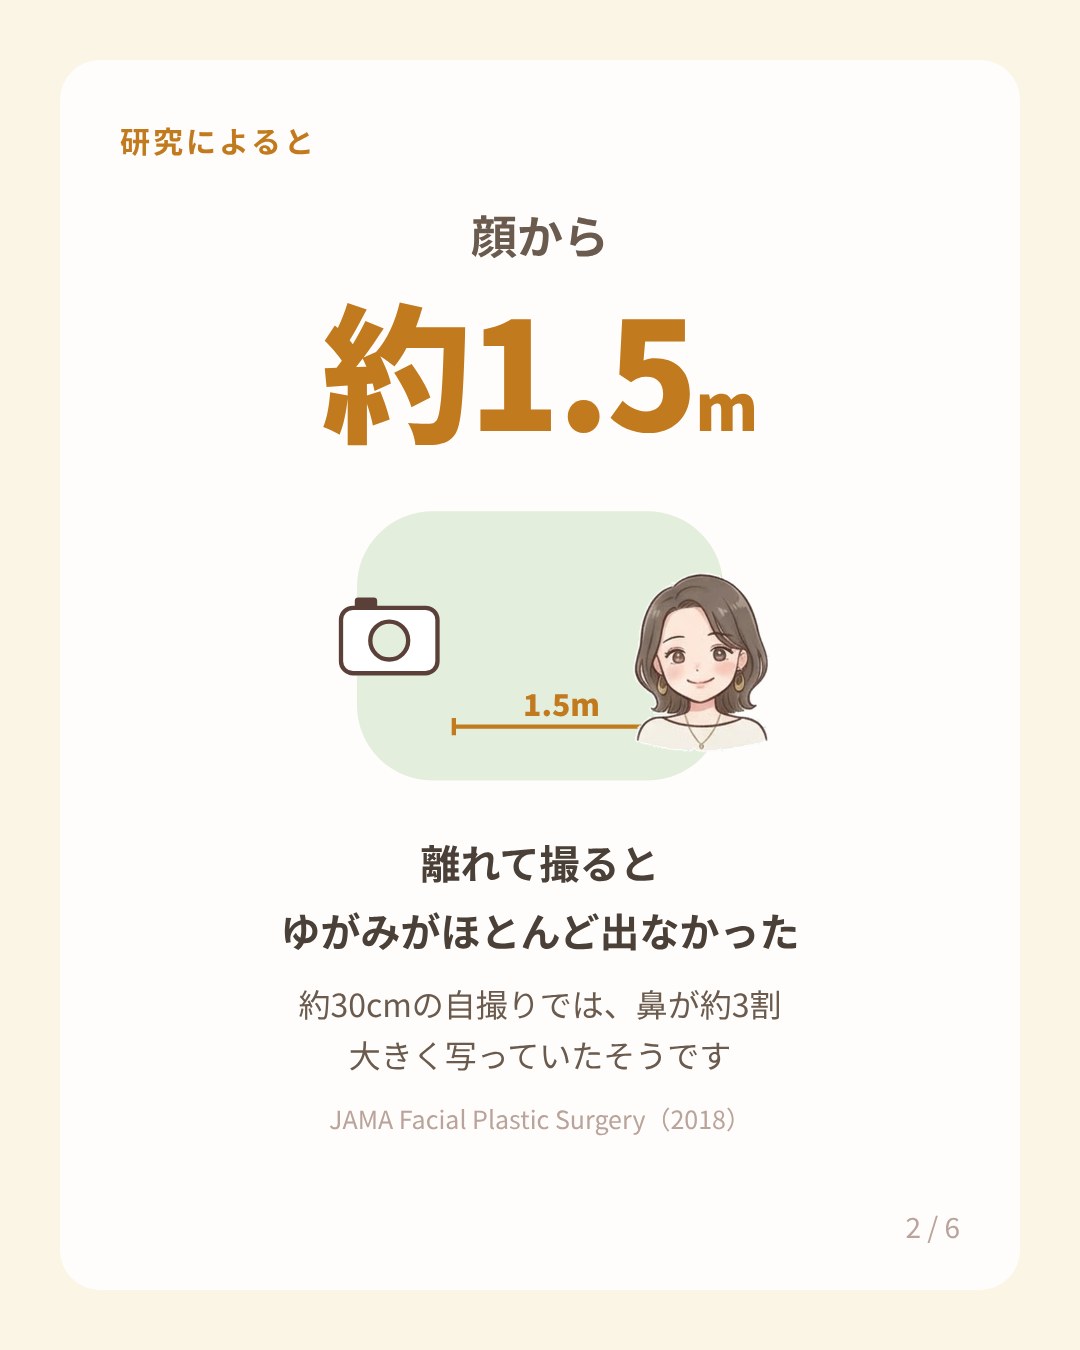 研究によると
顔から
約1.5m
1.5m
離れて撮ると
ゆがみがほとんど出なかった
約30cmの自撮りでは、鼻が約3割
大きく写っていたそうです
JAMA Facial Plastic Surgery（2018）
2 / 6